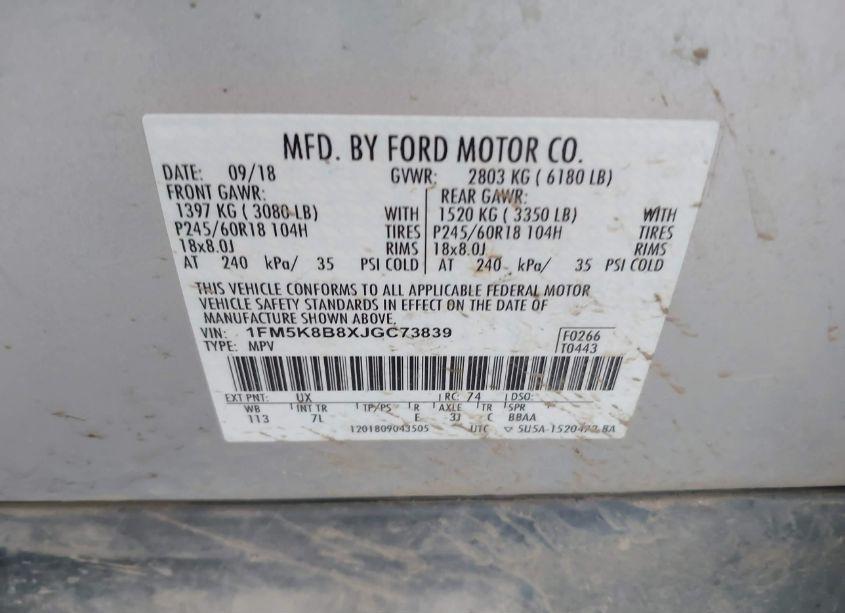 MFD. BY FORD MOTOR CO.
DATE: 09/18 GVWR: 2803 KG ( 6180 LB)
FRONT GAWR: REAR GAWR:
1397 KG ( 3080 LB) WITH 1520 KG ( 3350 LB) WITH
P245/60R18 104H TIRES P245/60R18 104H TIRES
18x8.0J RIMS 18x8.0J RIMS
AT 240 kPa/ 35 PSI COLD AT 240 kPa/ 35 PSI COLD
THIS VEHICLE CONFORMS TO ALL APPLICABLE FEDERAL MOTOR
VEHICLE SAFETY STANDARDS IN EFFECT ON THE DATE OF
MANUFACTURE SHOWN ABOVE.
VIN: 1FM5K8B8XJGC73839 F0266
TYPE: MPV T0443
EXT PNT: UX RC: 74 DSO:
WB INT TR TP/PS R AXLE TR SPR
113 7L E 3J C BBAA
1201809043505 UTC ▽ 5U5A-1520472-BA